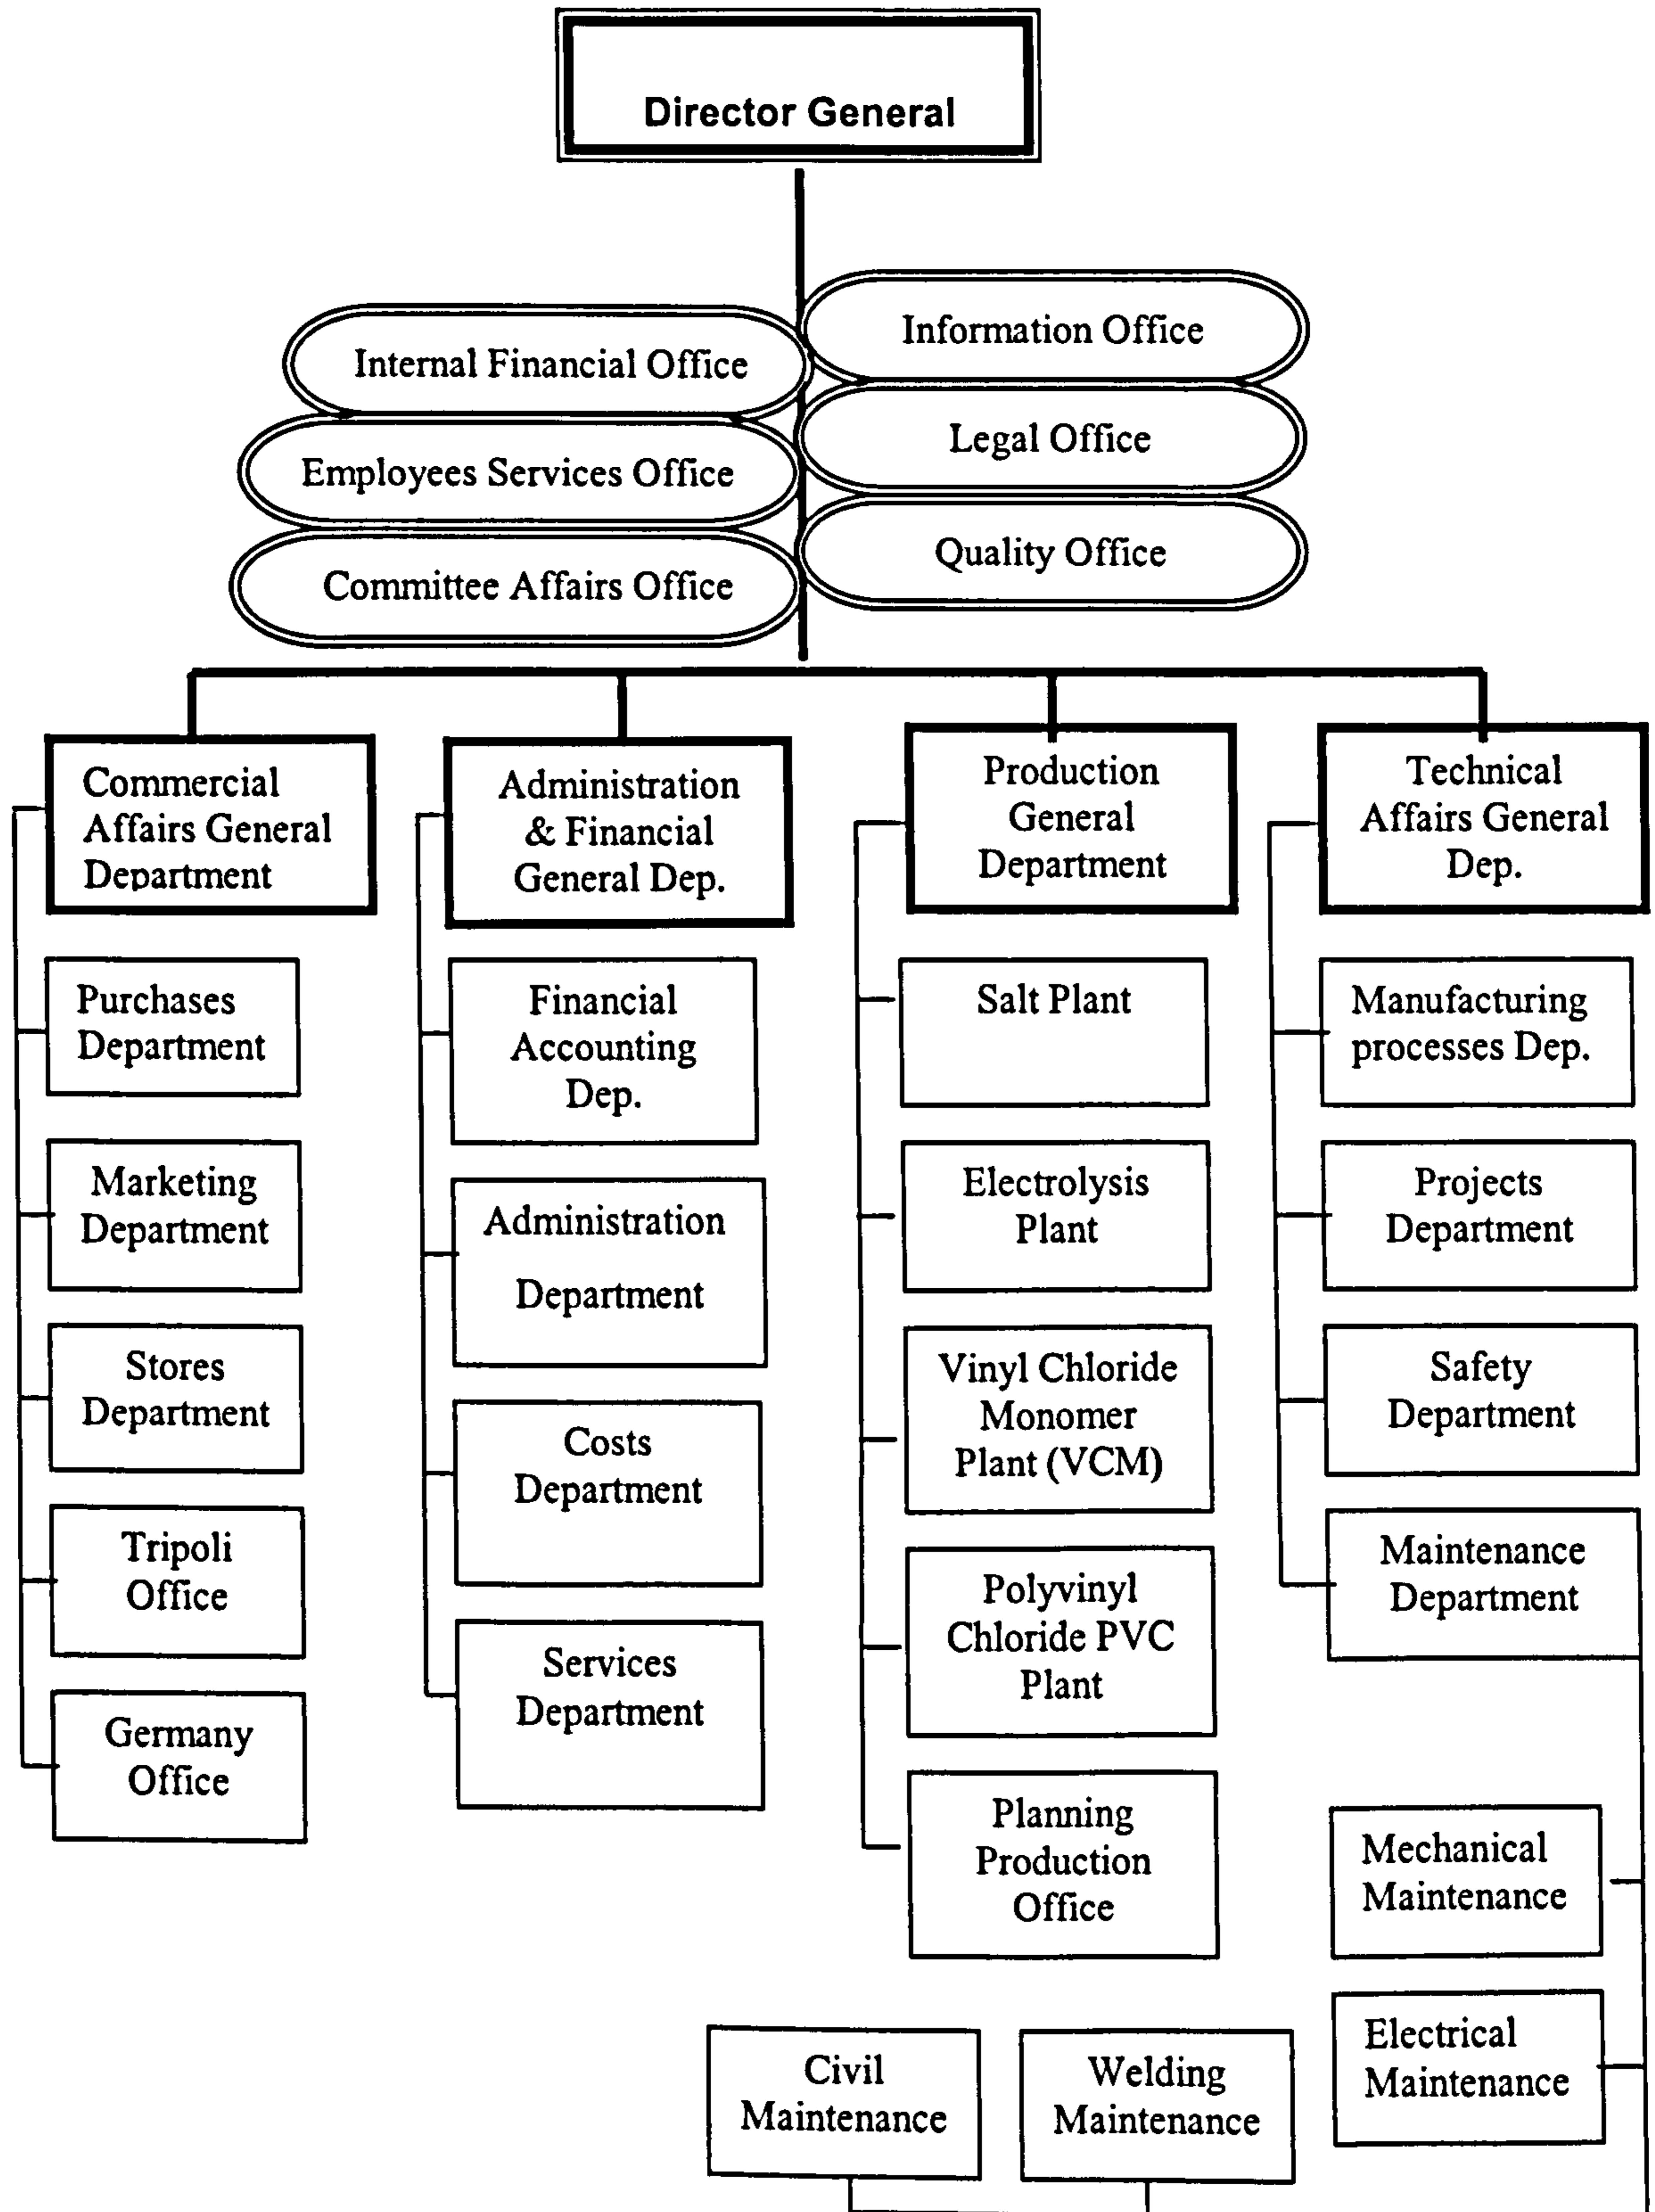 Director General
Information Office
Internal Financial Office
Legal Office
Employees Services Office
Quality Office
Committee Affairs Office
Commercial
Affairs General
Department
Administration
& Financial
General Dep.
Production
General
Department
Technical
Affairs General
Dep.
Purchases
Department
Marketing
Department
Stores
Department
Tripoli
Office
Germany
Office
Financial
Accounting
Dep.
Administration
Department
Costs
Department
Services
Department
Salt Plant
Electrolysis
Plant
Vinyl Chloride
Monomer
Plant (VCM)
Polyvinyl
Chloride PVC
Plant
Planning
Production
Office
Manufacturing
processes Dep.
Projects
Department
Safety
Department
Maintenance
Department
Mechanical
Maintenance
Electrical
Maintenance
Civil
Maintenance
Welding
Maintenance